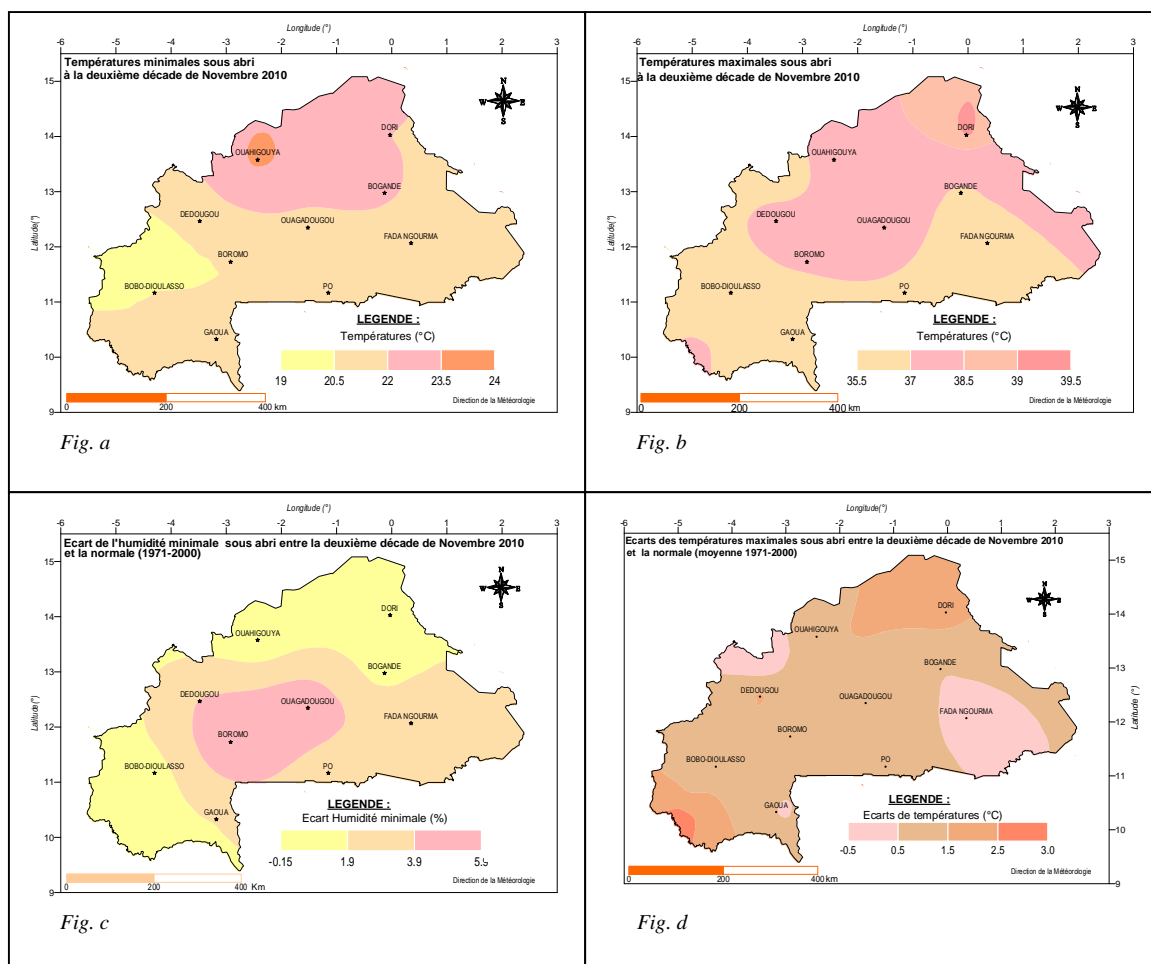 Longitude (°)
-6 -5 -4 -3 -2 -1 0 1 2 3
Températures minimales sous abri
à la deuxième décade de Novembre 2010
N
W E
S
15
14
13
12
11
10
9
Latitude(°)
DORI
OUAHIGOUYA
BOGANDE
DEDOUGOU
OUAGADOUGOU
FADA NGOURMA
BOROMO
BOBO-DIOULASSO
PO
GAOUA
LEGENDE :
Températures (°C)
19 20.5 22 23.5 24
0 200 400 km
Direction de la Météorologie
Fig. a
Longitude (°)
-6 -5 -4 -3 -2 -1 0 1 2 3
Températures maximales sous abri
à la deuxième décade de Novembre 2010
N
W E
S
15
14
13
12
11
10
9
Latitude(°)
DORI
OUAHIGOUYA
BOGANDE
DEDOUGOU
OUAGADOUGOU
FADA NGOURMA
BOROMO
BOBO-DIOULASSO
PO
GAOUA
LEGENDE :
Températures (°C)
35.5 37 38.5 39 39.5
0 200 400 km
Direction de la Météorologie
Fig. b
Longitude (°)
-6 -5 -4 -3 -2 -1 0 1 2
Ecart de l'humidité minimale sous abri entre la deuxième décade de Novembre 2010
et la normale (1971-2000)
N
W E
S
15
14
13
12
11
10
9
Latitude(°)
DORI
OUAHIGOUYA
BOGANDE
DEDOUGOU
OUAGADOUGOU
FADA NGOURMA
BOROMO
BOBO-DIOULASSO
PO
GAOUA
LEGENDE :
Ecart Humidité minimale (%)
-0.15 1.9 3.9 5.5
0 200 400 Km
Direction de la Météorologie
Fig. c
Longitude(°)
-6 -5 -4 -3 -2 -1 0 1 2 3
Ecarts des températures maximales sous abri entre la deuxième décade de Novembre 2010
et la normale (moyenne 1971-2000)
N
W E
S
15
14
13
12
11
10
9
Latitude (°)
DORI
OUAHIGOUYA
BOGANDE
DEDOUGOU
OUAGADOUGOU
FADA NGOURMA
BOROMO
BOBO-DIOULASSO
PO
GAOUA
LEGENDE :
Ecarts de températures (°C)
-0.5 0.5 1.5 2.5 3.0
0 200 400 km
Direction de la Météorologie
Fig. d